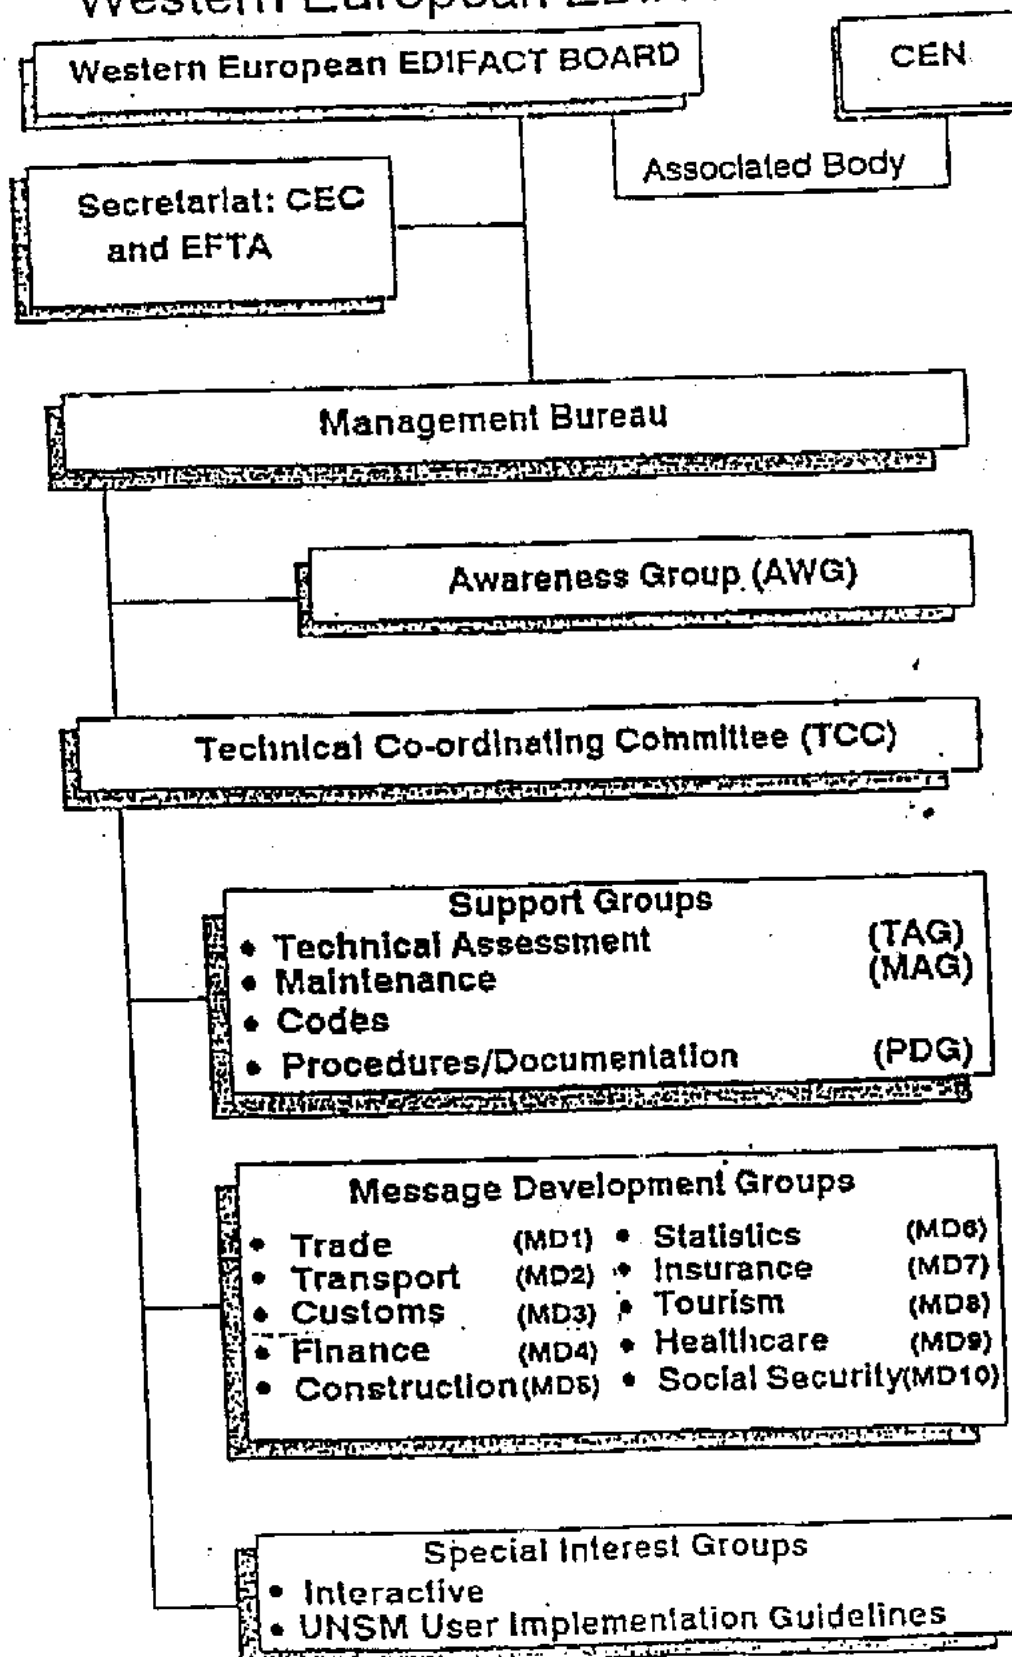 Western European
Western European EDIFACT BOARD
CEN
Associated Body
Secretariat: CEC
and EFTA
Management Bureau
Awareness Group (AWG)
Technical Co-ordinating Committee (TCC)
Support Groups
• Technical Assessment (TAG)
• Maintenance (MAG)
• Codes
• Procedures/Documentation (PDG)
Message Development Groups
• Trade (MD1) • Statistics (MD6)
• Transport (MD2) • Insurance (MD7)
• Customs (MD3) • Tourism (MD8)
• Finance (MD4) • Healthcare (MD9)
• Construction (MD5) • Social Security (MD10)
Special Interest Groups
• Interactive
• UNSM User Implementation Guidelines